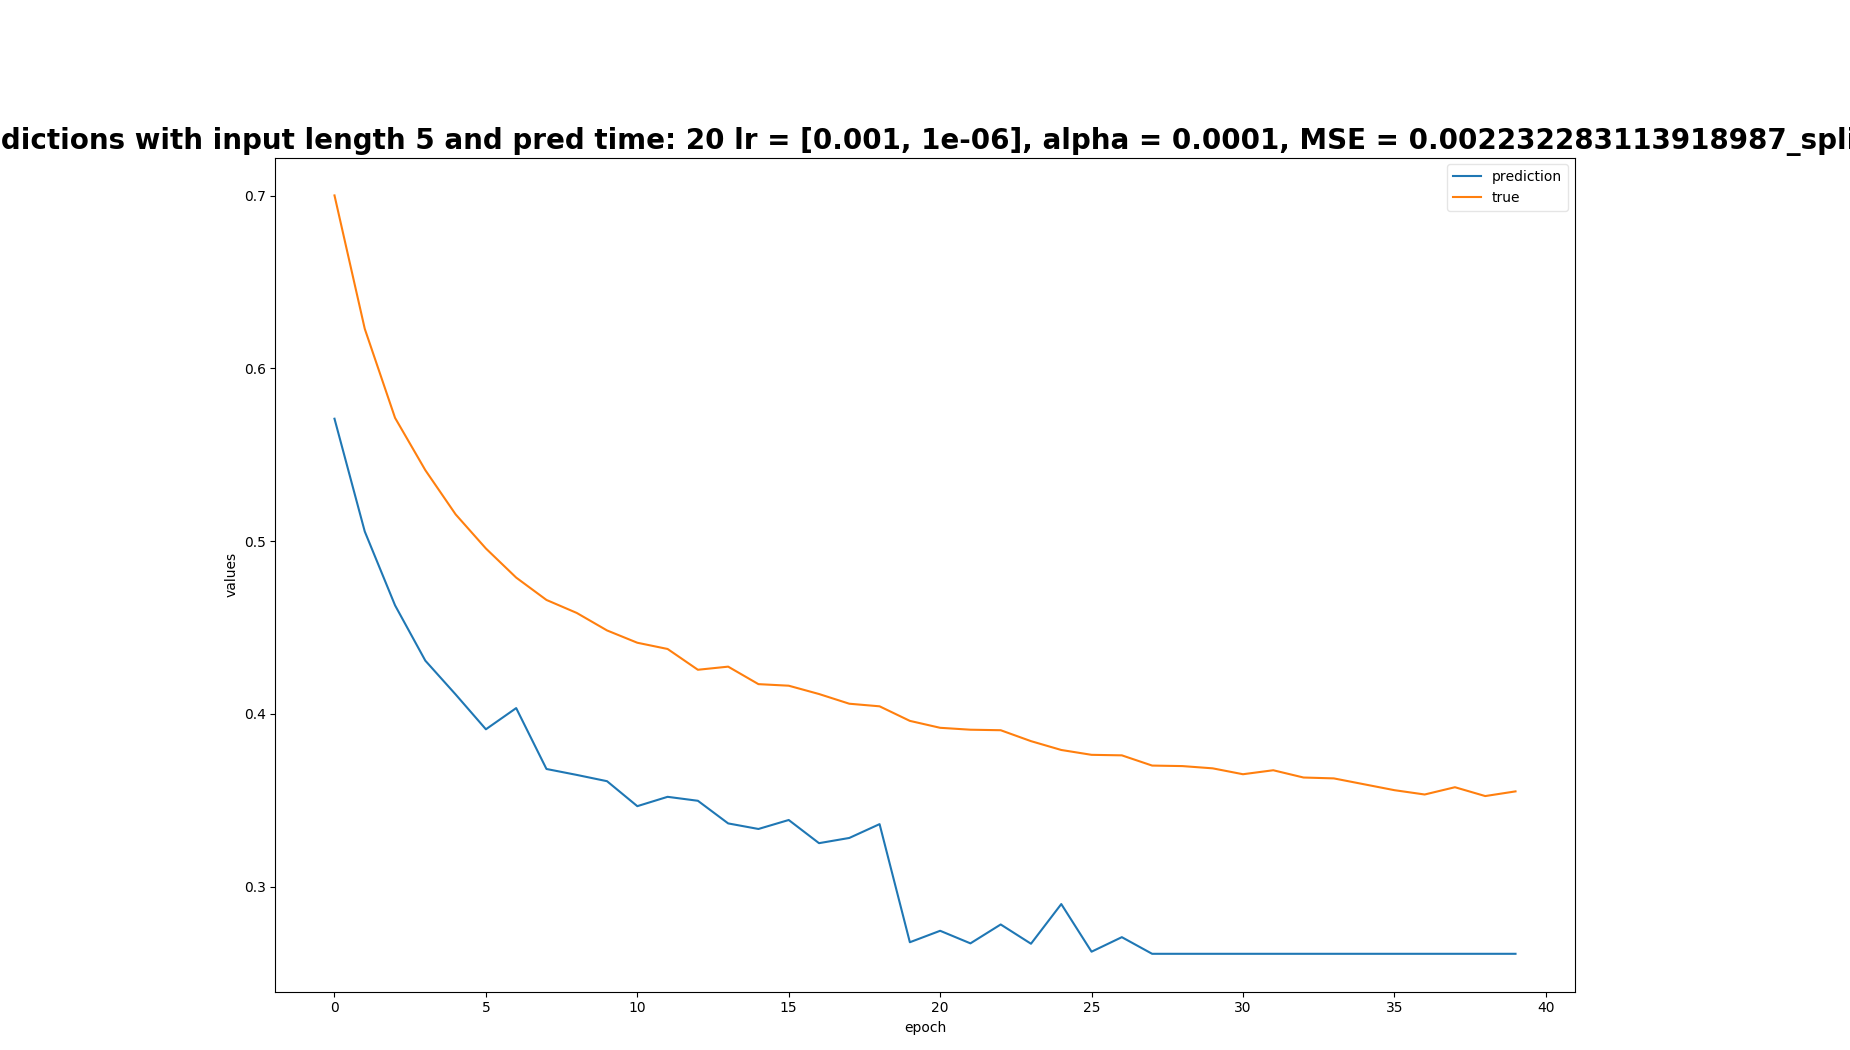 dictions with input length 5 and pred time: 20 lr = [0.001, 1e-06], alpha = 0.0001, MSE = 0.002232283113918987_spli
prediction
true
0.7
0.6
0.5
0.4
0.3
values
0 5 10 15 20 25 30 35 40
epoch